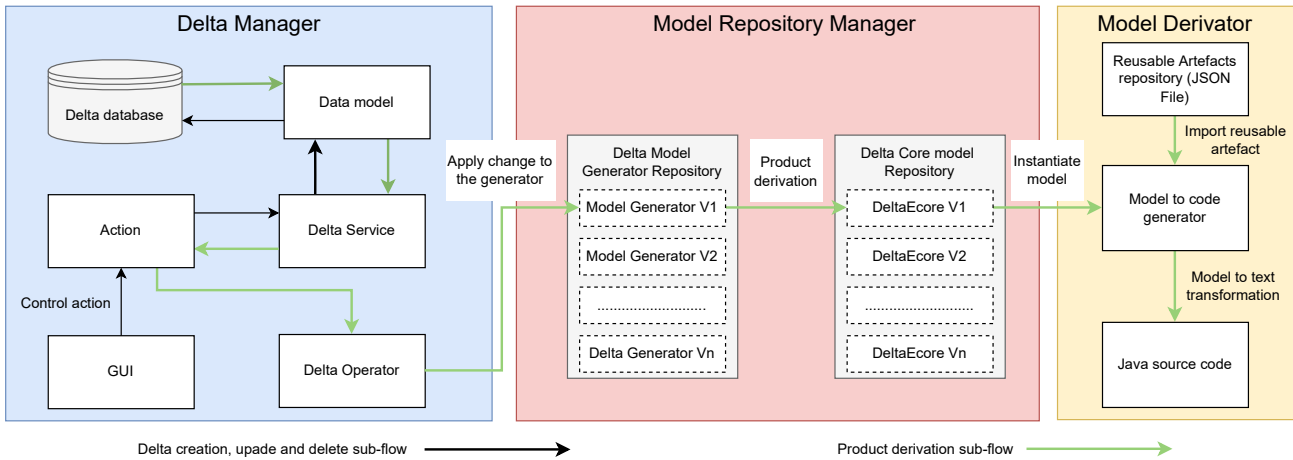 Delta Manager
Delta database
Data model
Action
Delta Service
Control action
GUI
Delta Operator
Apply change to
the generator
Model Repository Manager
Delta Model
Generator Repository
Model Generator V1
Model Generator V2
...........................
Delta Generator Vn
Product
derivation
Delta Core model
Repository
DeltaEcore V1
DeltaEcore V2
..........................
DeltaEcore Vn
Instantiate
model
Model Derivator
Reusable Artefacts
repository (JSON
File)
Import reusable
artefact
Model to code
generator
Model to text
transformation
Java source code
Delta creation, upade and delete sub-flow
Product derivation sub-flow